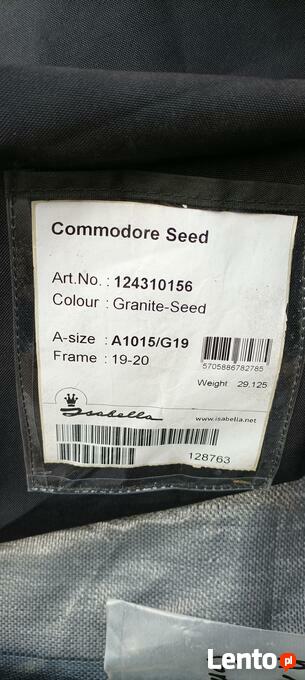 Commodore Seed
Art.No. : 124310156
Colour : Granite-Seed
A-size : A1015/G19
Frame : 19-20
5705886782785
Weight 29.125
Isabella
www.isabella.net
128763
Lento.pl